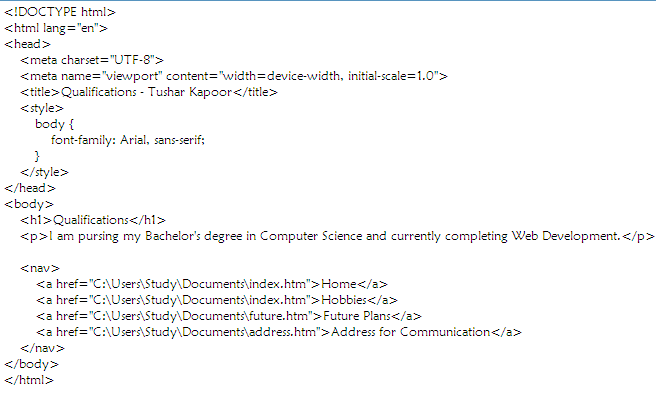 <!DOCTYPE html>
<html lang="en">
<head>
<meta charset="UTF-8">
<meta name="viewport" content="width=device-width, initial-scale=1.0">
<title>Qualifications - Tushar Kapoor</title>
<style>
body {
font-family: Arial, sans-serif;
}
</style>
</head>
<body>
<h1>Qualifications</h1>
<p>I am pursing my Bachelor's degree in Computer Science and currently completing Web Development.</p>
<nav>
<a href="C:\Users\Study\Documents\index.htm">Home</a>
<a href="C:\Users\Study\Documents\index.htm">Hobbies</a>
<a href="C:\Users\Study\Documents\future.htm">Future Plans</a>
<a href="C:\Users\Study\Documents\address.htm">Address for Communication</a>
</nav>
</body>
</html>